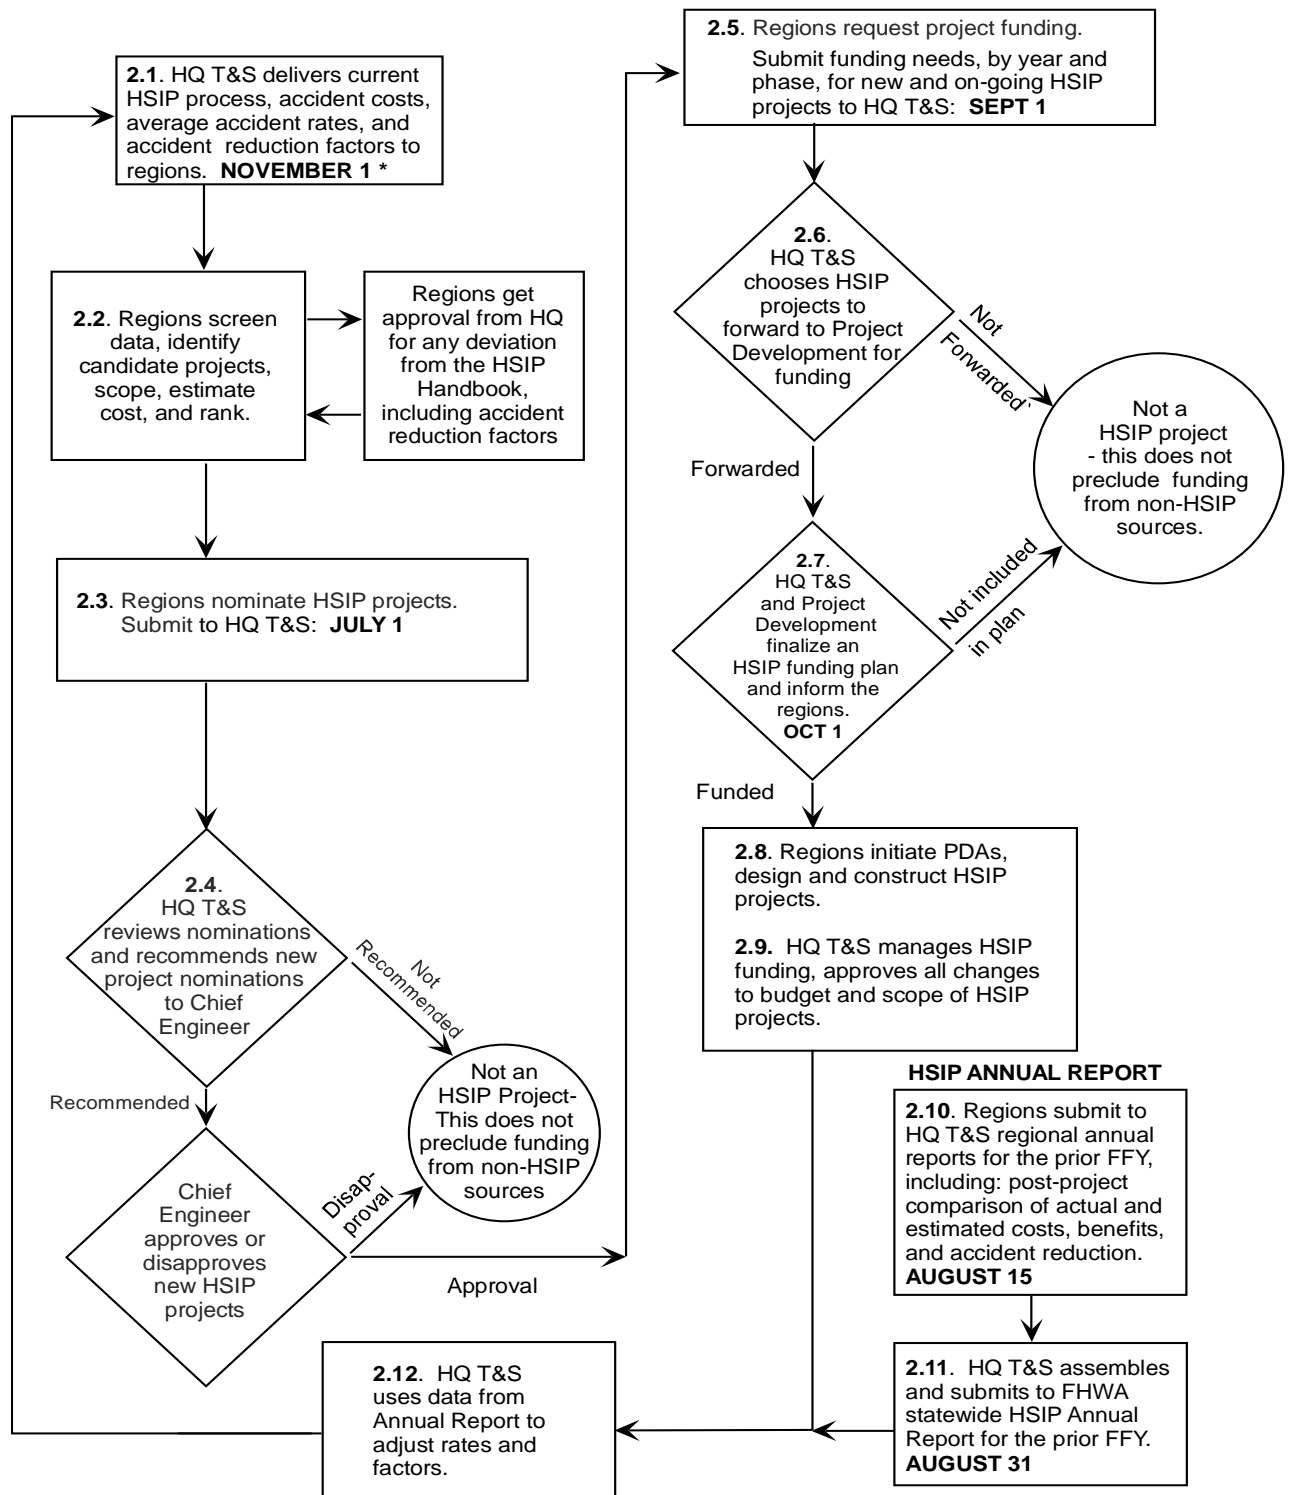 2.1. HQ T&S delivers current
HSIP process, accident costs,
average accident rates, and
accident reduction factors to
regions. NOVEMBER 1 *
2.2. Regions screen
data, identify
candidate projects,
scope, estimate
cost, and rank.
Regions get
approval from HQ
for any deviation
from the HSIP
Handbook,
including accident
reduction factors
2.3. Regions nominate HSIP projects.
Submit to HQ T&S: JULY 1
2.4.
HQ T&S
reviews nominations
and recommends new
project nominations
to Chief
Engineer
Not
Recommended
Recommended
Not an
HSIP Project-
This does not
preclude funding
from non-HSIP
sources
Chief
Engineer
approves or
disapproves
new HSIP
projects
Disap-
proval
Approval
2.5. Regions request project funding.
Submit funding needs, by year and
phase, for new and on-going HSIP
projects to HQ T&S: SEPT 1
2.6.
HQ T&S
chooses HSIP
projects to
forward to Project
Development for
funding
Not
Forwarded`
Forwarded
Not a
HSIP project
- this does not
preclude funding
from non-HSIP
sources.
2.7.
HQ T&S
and Project
Development
finalize an
HSIP funding plan
and inform the
regions.
OCT 1
Not included
in plan
Funded
2.8. Regions initiate PDAs,
design and construct HSIP
projects.
2.9. HQ T&S manages HSIP
funding, approves all changes
to budget and scope of HSIP
projects.
HSIP ANNUAL REPORT
2.10. Regions submit to
HQ T&S regional annual
reports for the prior FFY,
including: post-project
comparison of actual and
estimated costs, benefits,
and accident reduction.
AUGUST 15
2.11. HQ T&S assembles
and submits to FHWA
statewide HSIP Annual
Report for the prior FFY.
AUGUST 31
2.12. HQ T&S
uses data from
Annual Report to
adjust rates and
factors.